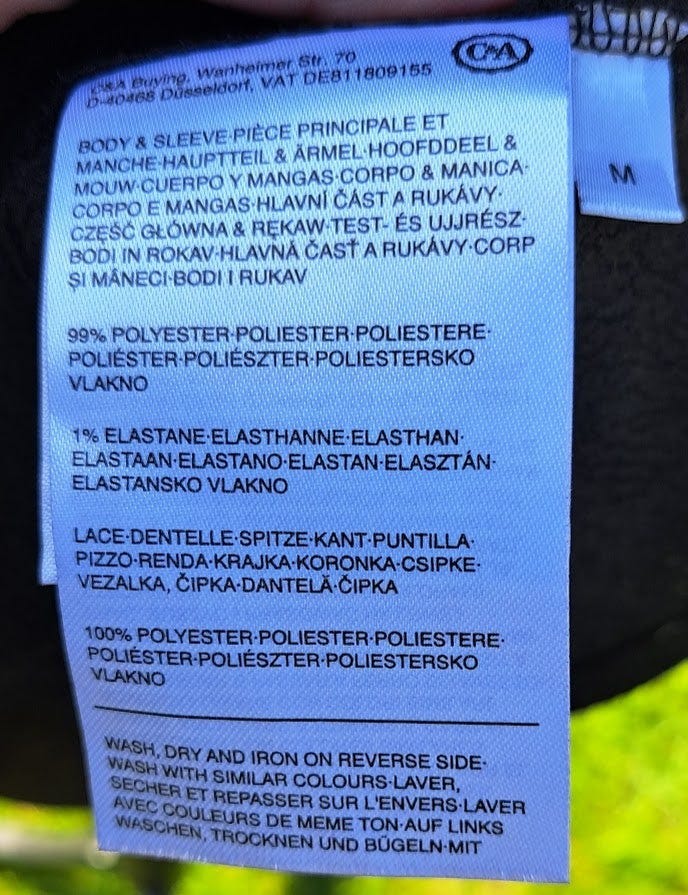 C&A
C&A Buying, Wanheimer Str. 70
D-40468 Düsseldorf, VAT DE811809155
M
BODY & SLEEVE·PIÈCE PRINCIPALE ET
MANCHE·HAUPTTEIL & ÄRMEL·HOOFDDEEL &
MOUW·CUERPO Y MANGAS·CORPO & MANICA·
CORPO E MANGAS·HLAVNÍ ČÁST A RUKÁVY·
CZĘŚĆ GŁÓWNA & RĘKAW·TEST- ÉS UJJRÉSZ·
BODI IN ROKAV·HLAVNÁ ČASŤ A RUKÁVY·CORP
ȘI MÂNECI·BODI I RUKAV
99% POLYESTER·POLIESTER·POLIESTERE·
POLIÉSTER·POLIÉSZTER·POLIESTERSKO
VLAKNO
1% ELASTANE·ELASTHANNE·ELASTHAN·
ELASTAAN·ELASTANO·ELASTAN·ELASZTÁN·
ELASTANSKO VLAKNO
LACE·DENTELLE·SPITZE·KANT·PUNTILLA·
PIZZO·RENDA·KRAJKA·KORONKA·CSIPKE·
VEZALKA, ČIPKA·DANTELĂ·ČIPKA
100% POLYESTER·POLIESTER·POLIESTERE·
POLIÉSTER·POLIÉSZTER·POLIESTERSKO
VLAKNO
WASH, DRY AND IRON ON REVERSE SIDE·
WASH WITH SIMILAR COLOURS·LAVER,
SECHER ET REPASSER SUR L'ENVERS·LAVER
AVEC COULEURS DE MEME TON·AUF LINKS
WASCHEN, TROCKNEN UND BÜGELN·MIT